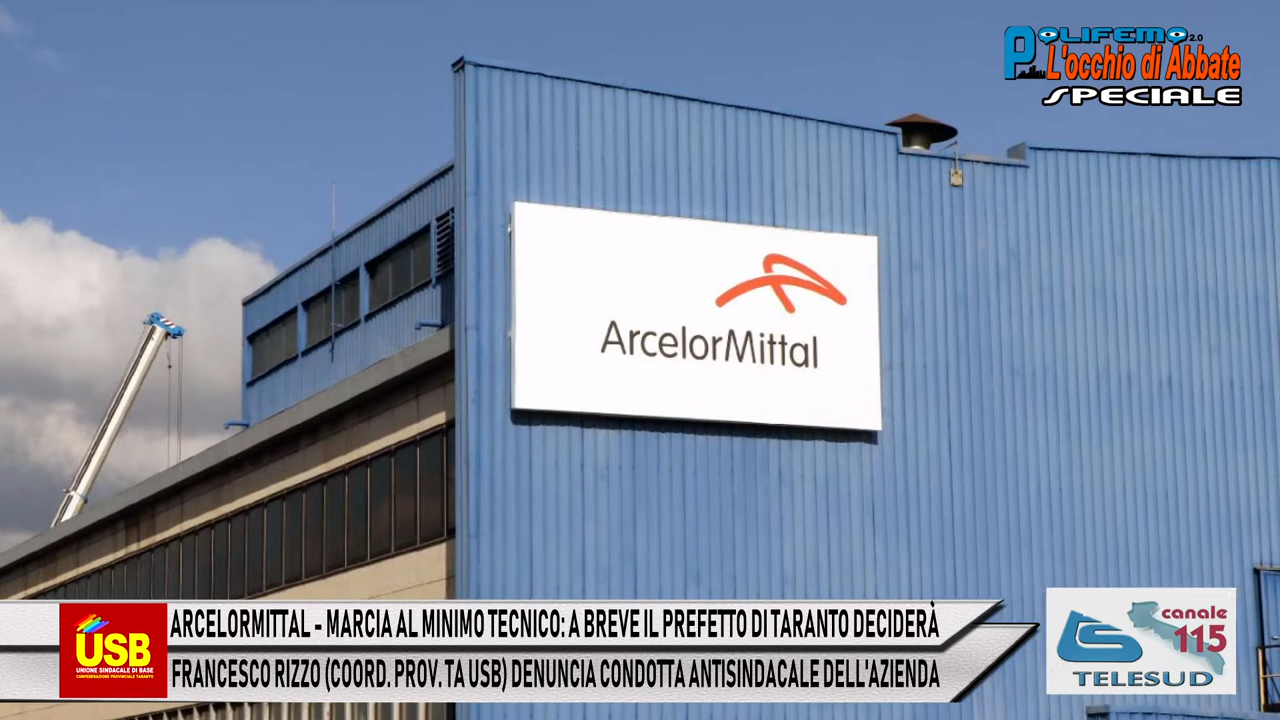 POLIFEMO 2.0
L'occhio di Abbate
SPECIALE
ArcelorMittal
ARCELORMITTAL – MARCIA AL MINIMO TECNICO: A BREVE IL PREFETTO DI TARANTO DECIDERÀ
FRANCESCO RIZZO (COORD. PROV. TA USB) DENUNCIA CONDOTTA ANTISINDACALE DELL'AZIENDA
USB
UNIONE SINDACALE DI BASE
CONFEDERAZIONE PROVINCIALE TARANTO
canale
115
TS
TELESUD